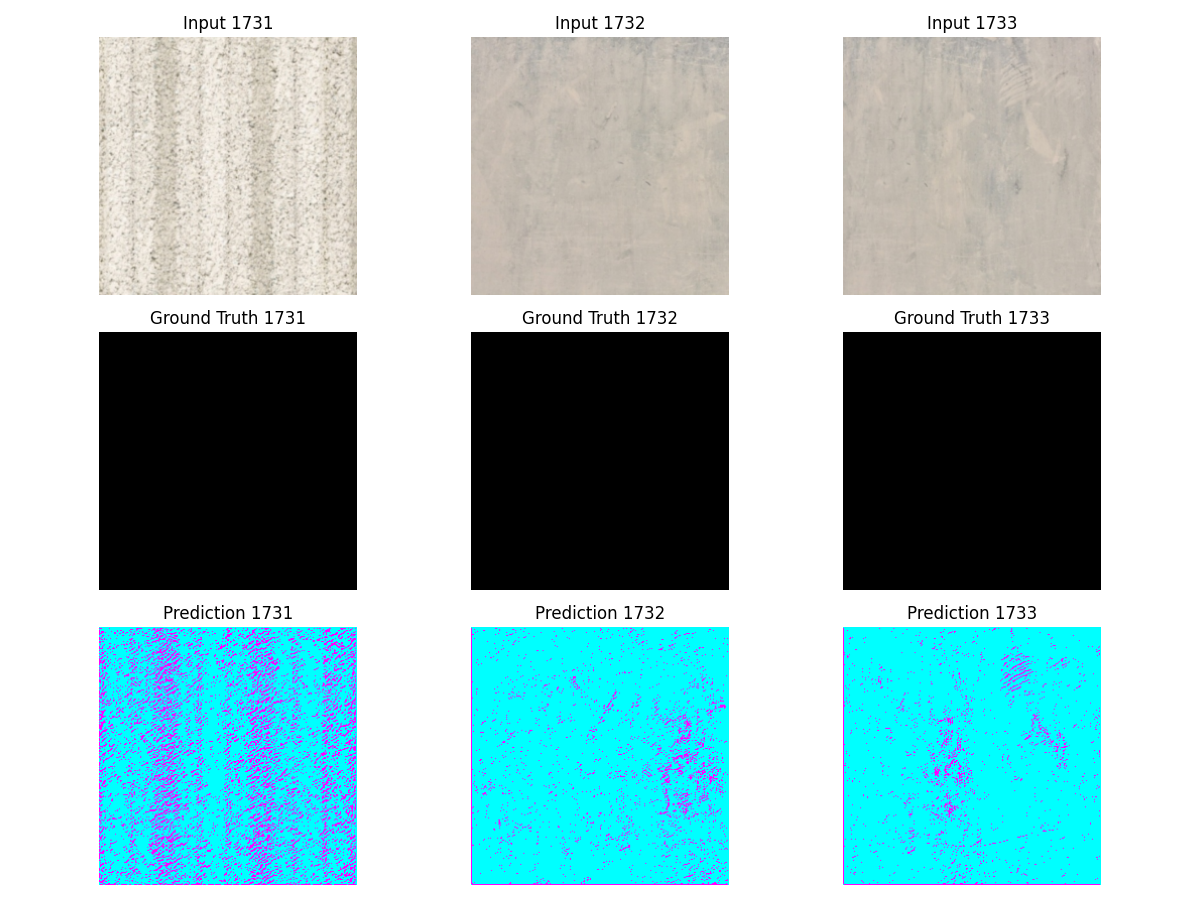 Input 1731
Input 1732
Input 1733
Ground Truth 1731
Ground Truth 1732
Ground Truth 1733
Prediction 1731
Prediction 1732
Prediction 1733